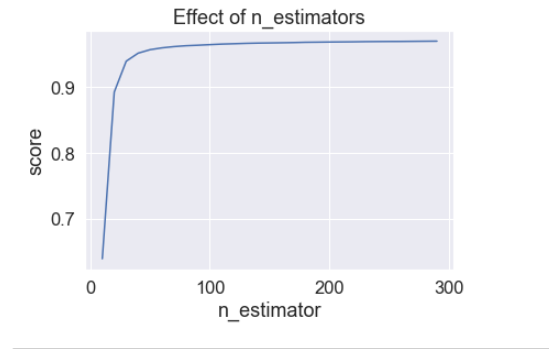 Effect of n_estimators
0.9
0.8
0.7
score
0 100 200 300
n_estimator